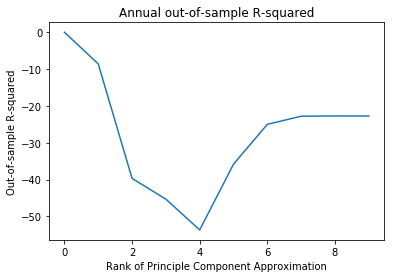 Annual out-of-sample R-squared
0
−10
−20
−30
−40
−50
Out-of-sample R-squared
0 2 4 6 8
Rank of Principle Component Approximation